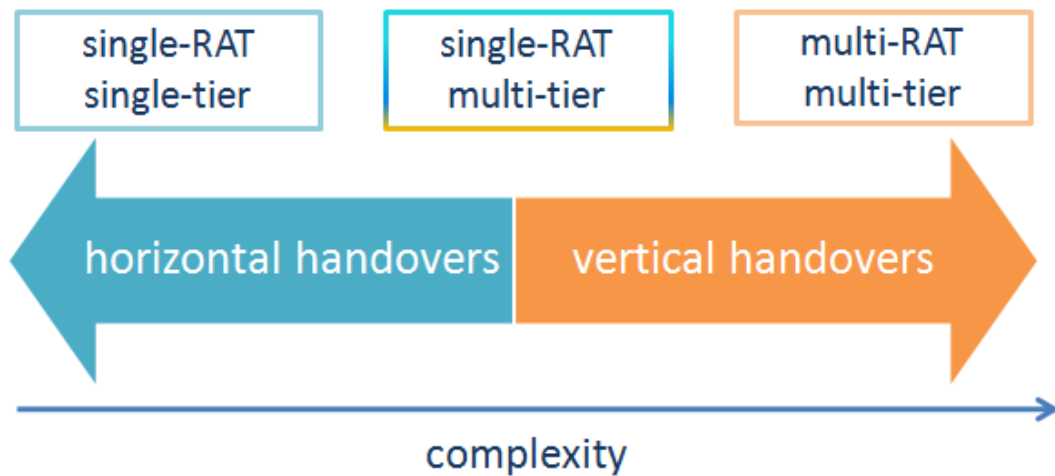 single-RAT
single-tier
single-RAT
multi-tier
multi-RAT
multi-tier
horizontal handovers
vertical handovers
complexity